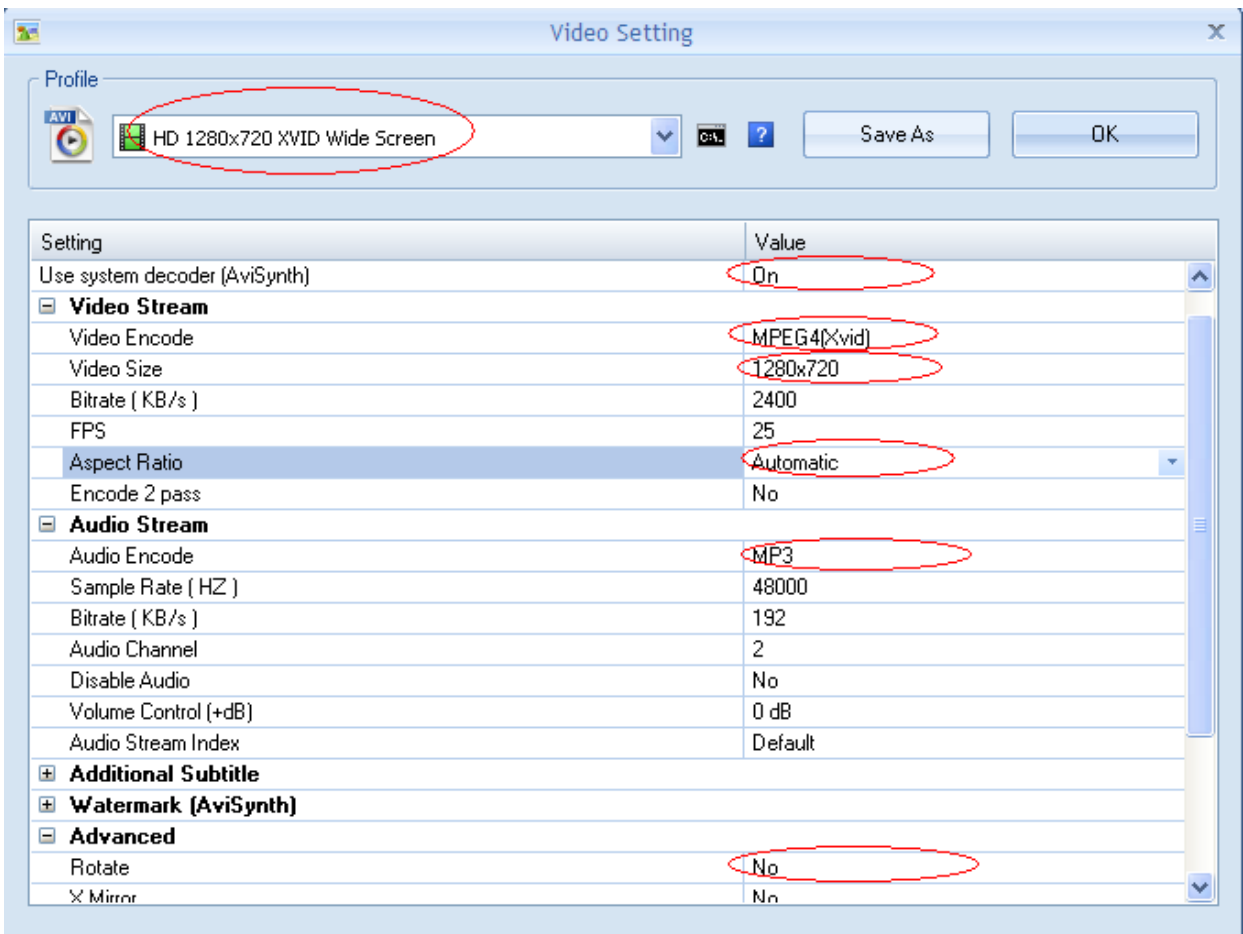 Video Setting X
Profile
AVI HD 1280x720 XVID Wide Screen C:\. ? Save As OK
Setting Value
Use system decoder (AviSynth) On
Video Stream
Video Encode MPEG4(Xvid)
Video Size 1280x720
Bitrate ( KB/s ) 2400
FPS 25
Aspect Ratio Automatic
Encode 2 pass No
Audio Stream
Audio Encode MP3
Sample Rate ( HZ ) 48000
Bitrate ( KB/s ) 192
Audio Channel 2
Disable Audio No
Volume Control (+dB) 0 dB
Audio Stream Index Default
Additional Subtitle
Watermark (AviSynth)
Advanced
Rotate No
X Mirror No